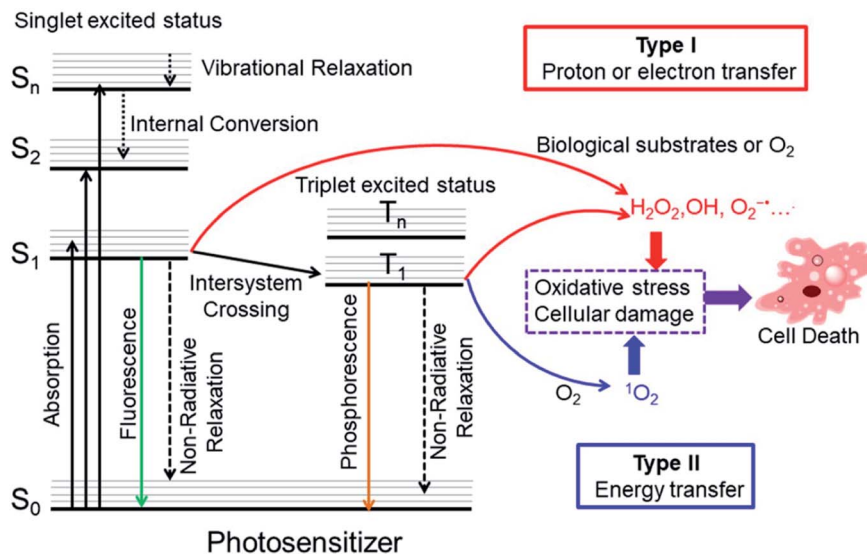 Singlet excited status
Sn
Vibrational Relaxation
Internal Conversion
S2
S1
Absorption
Fluorescence
Non-Radiative
Relaxation
Intersystem
Crossing
Triplet excited status
Tn
T1
Phosphorescence
Non-Radiative
Relaxation
S0
Photosensitizer
Type I
Proton or electron transfer
Biological substrates or O2
H2O2,OH, O2−•…·
Oxidative stress
Cellular damage
Cell Death
O2
1O2
Type II
Energy transfer